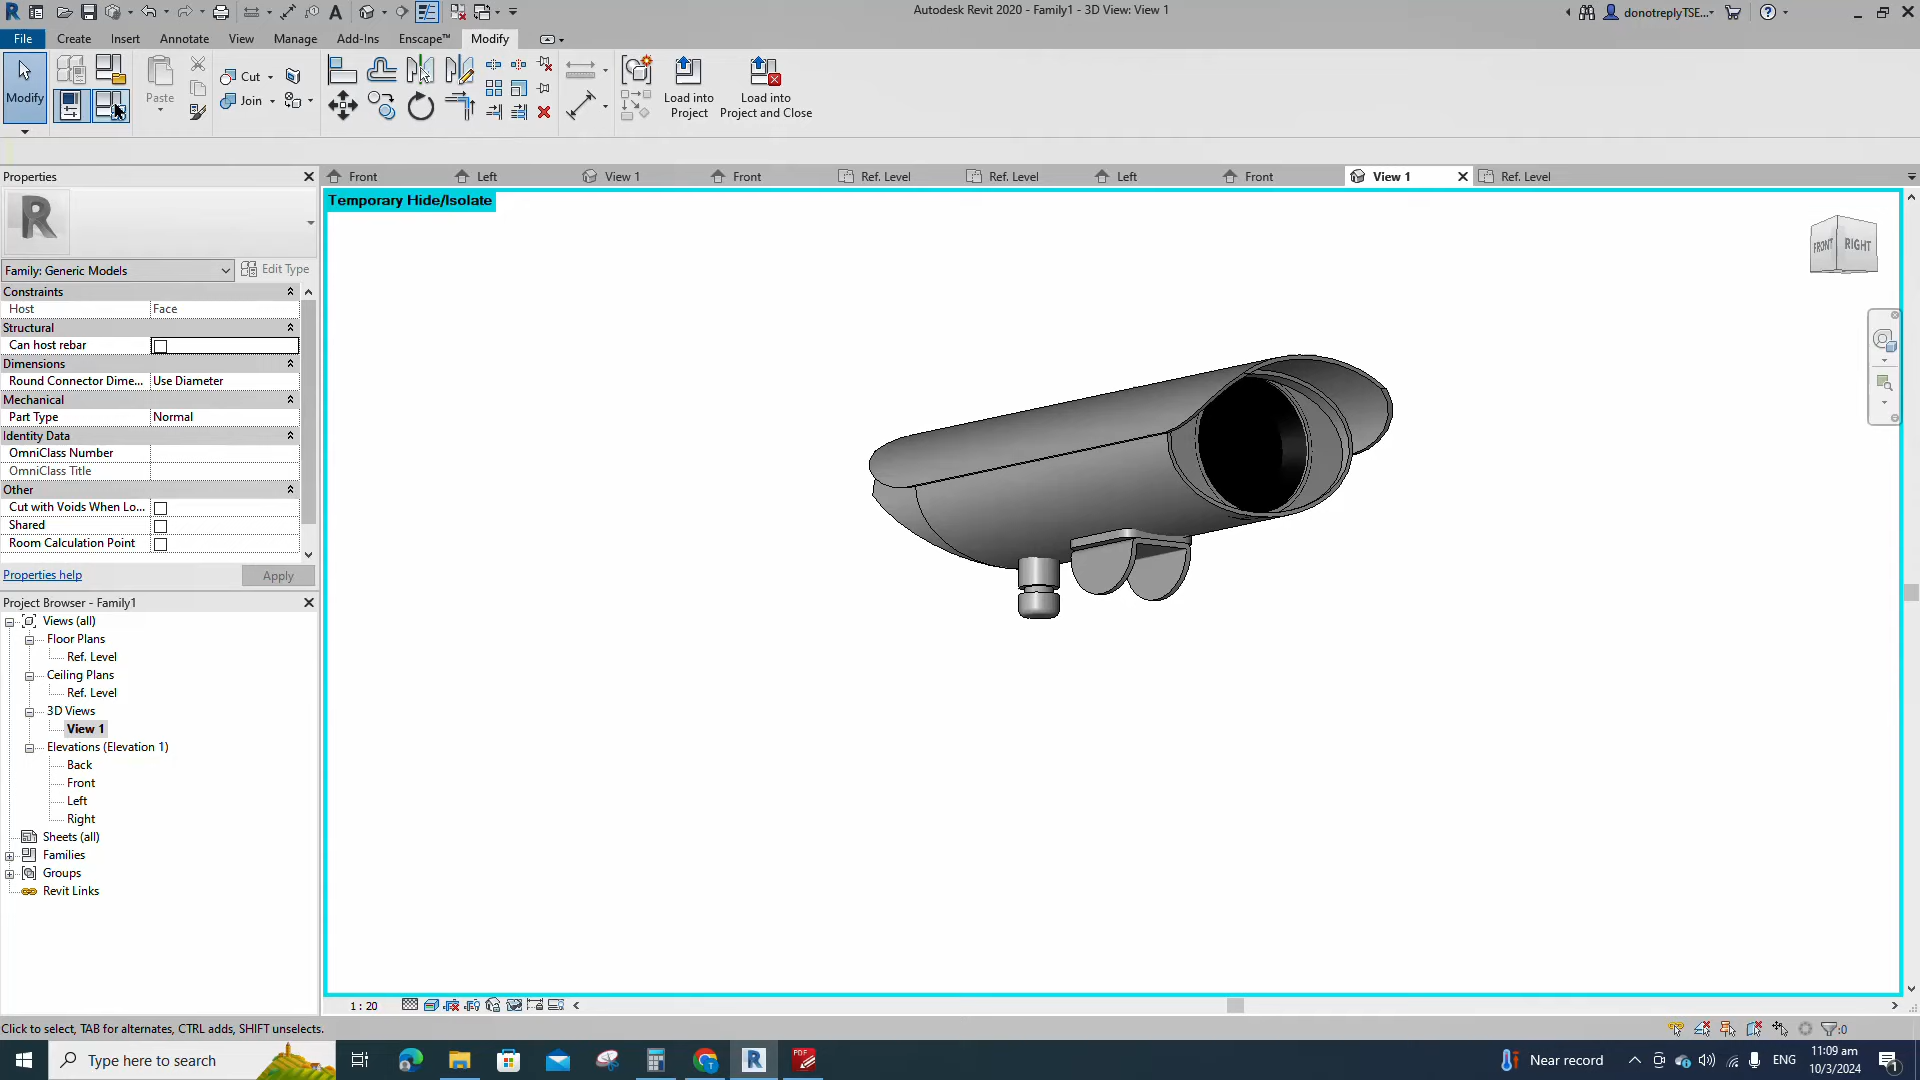 Autodesk Revit 2020 - Family1 - 3D View: View 1
donotreplyTSE...
File
Create
Insert
Annotate
View
Manage
Add-Ins
Enscape™
Modify
Modify
Paste
Cut
Join
Load into
Project
Load into
Project and Close
Properties
Front
Left
View 1
Front
Ref. Level
Ref. Level
Left
Front
View 1
Ref. Level
Temporary Hide/Isolate
FRONT
RIGHT
R
Family: Generic Models
Edit Type
Constraints
Host
Face
Structural
Can host rebar
Dimensions
Round Connector Dime...
Use Diameter
Mechanical
Part Type
Normal
Identity Data
OmniClass Number
OmniClass Title
Other
Cut with Voids When Lo...
Shared
Room Calculation Point
Properties help
Apply
Project Browser - Family1
Views (all)
Floor Plans
Ref. Level
Ceiling Plans
Ref. Level
3D Views
View 1
Elevations (Elevation 1)
Back
Front
Left
Right
Sheets (all)
Families
Groups
Revit Links
1 : 20
Click to select, TAB for alternates, CTRL adds, SHIFT unselects.
:0
Type here to search
PDF
Near record
ENG
11:09 am
10/3/2024
1